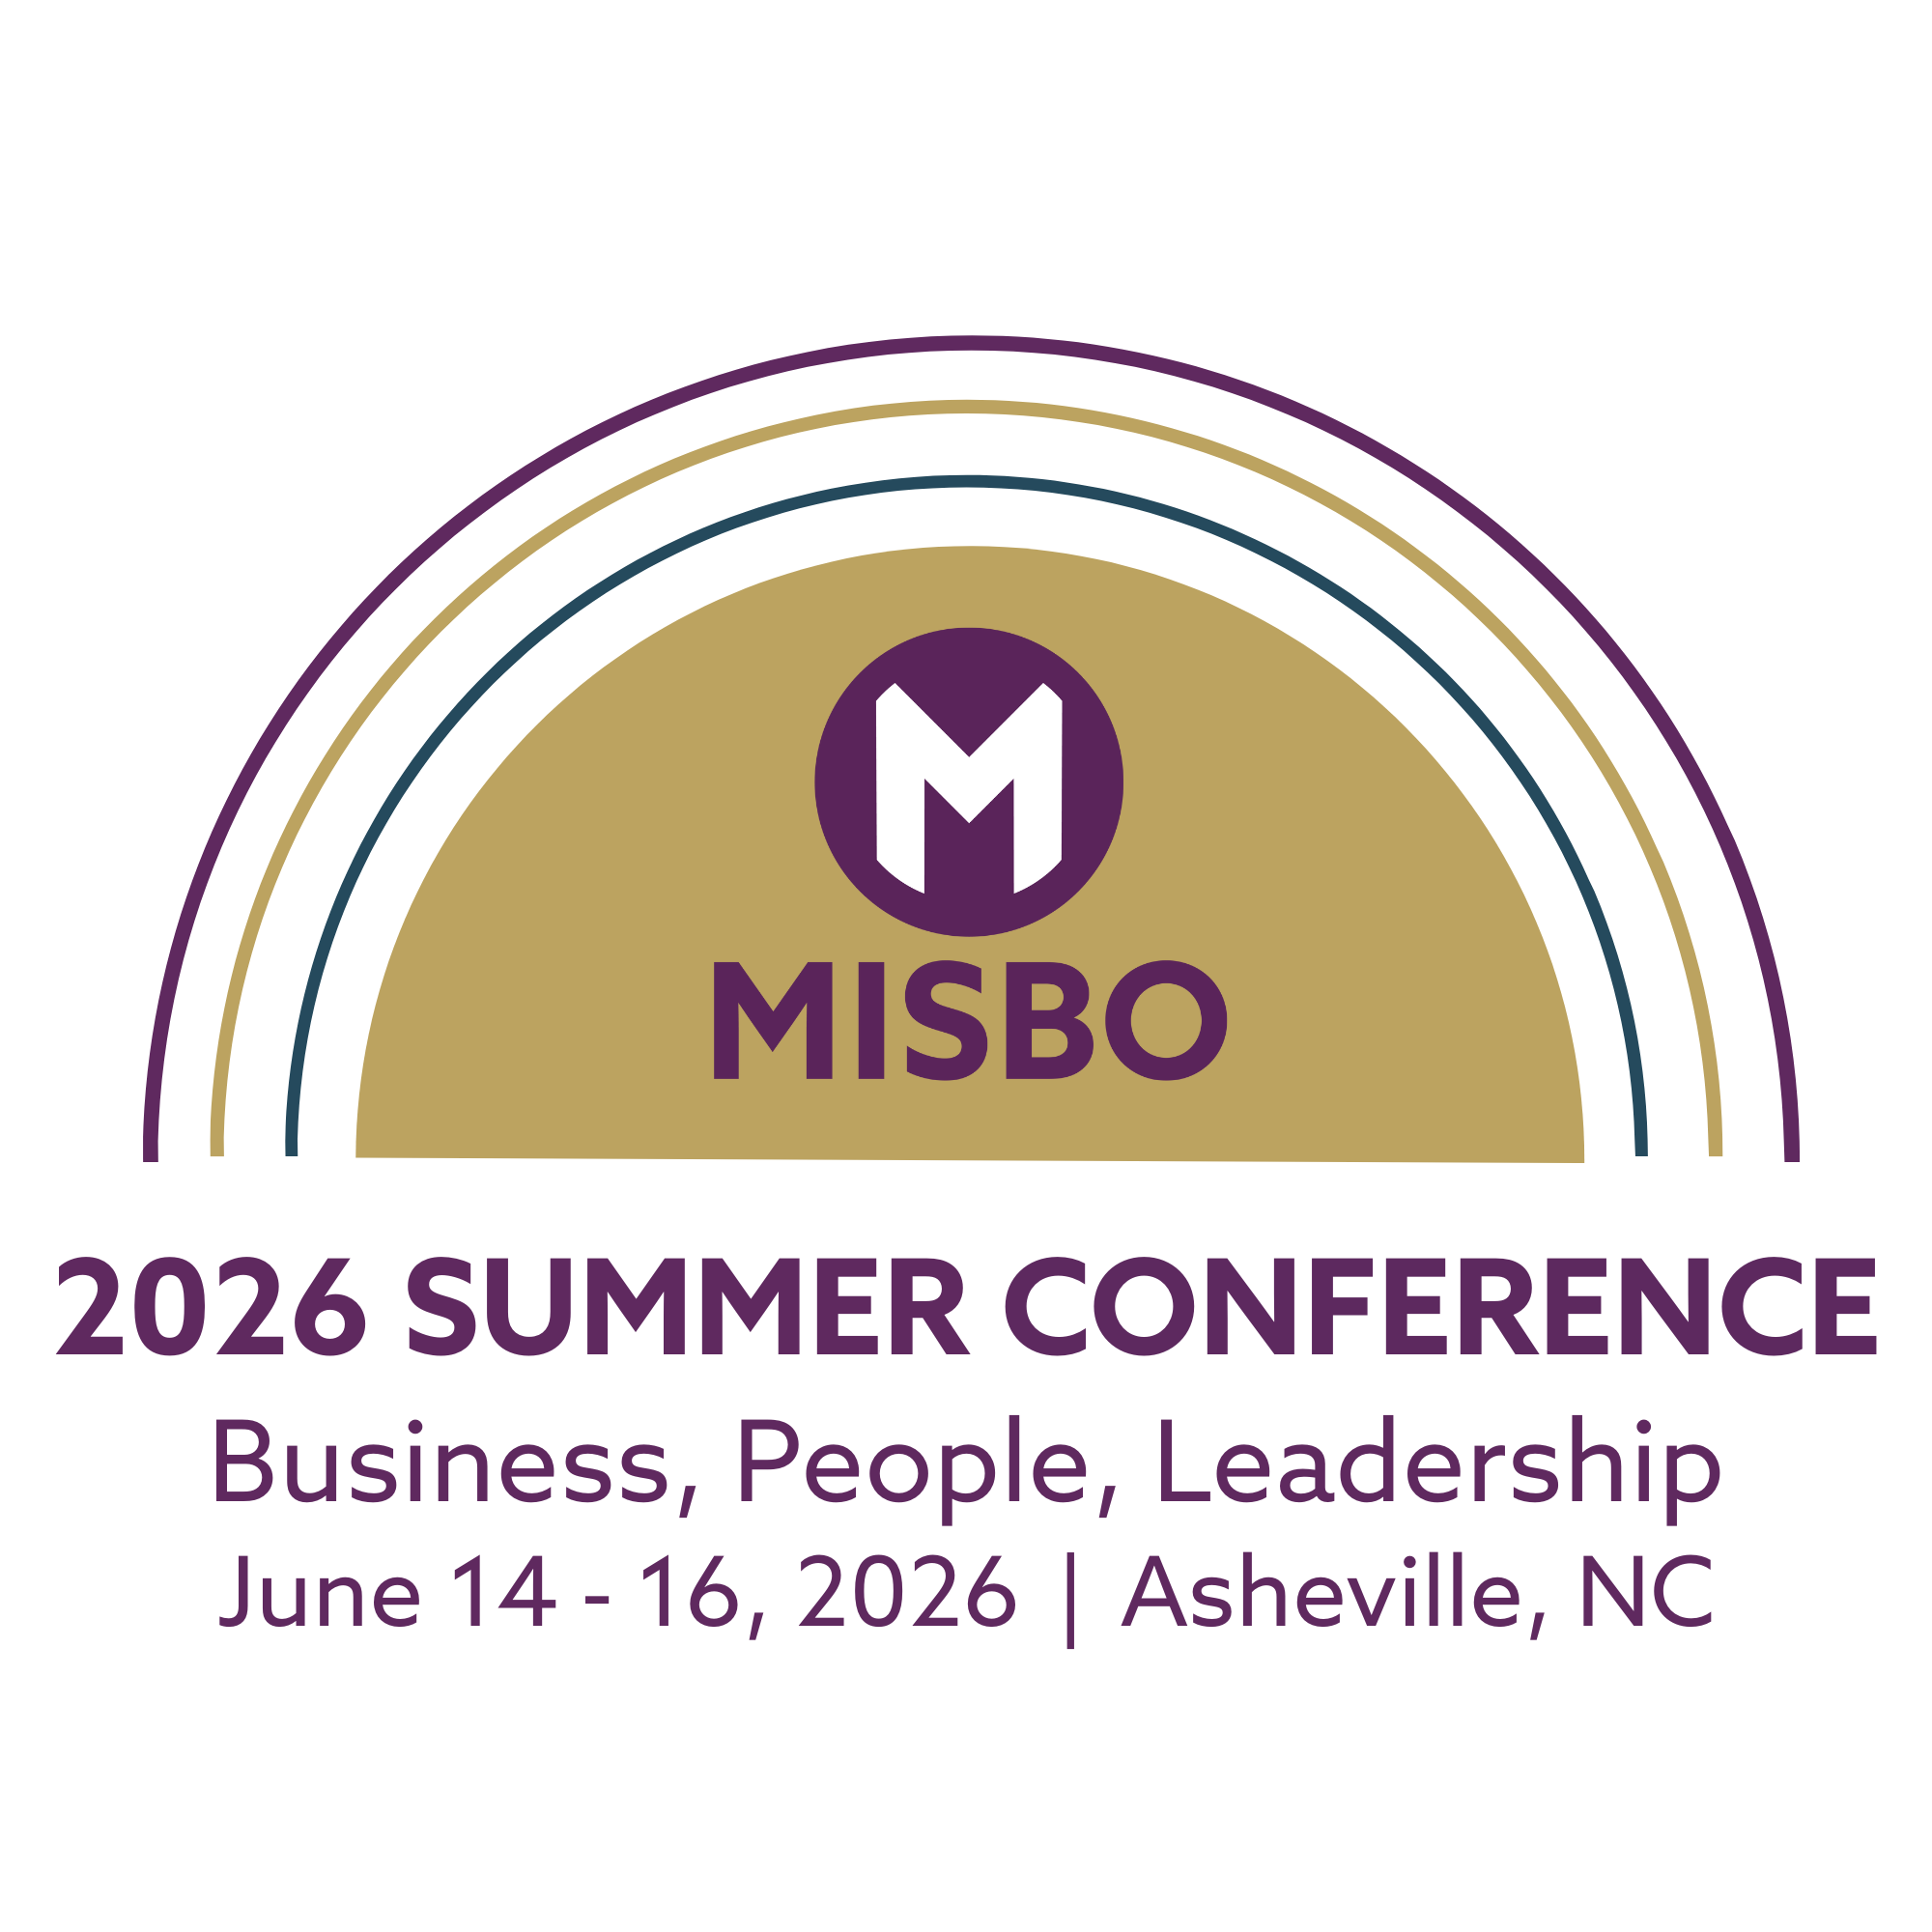 M
MISBO
2026 SUMMER CONFERENCE
Business, People, Leadership
June 14 - 16, 2026 | Asheville, NC